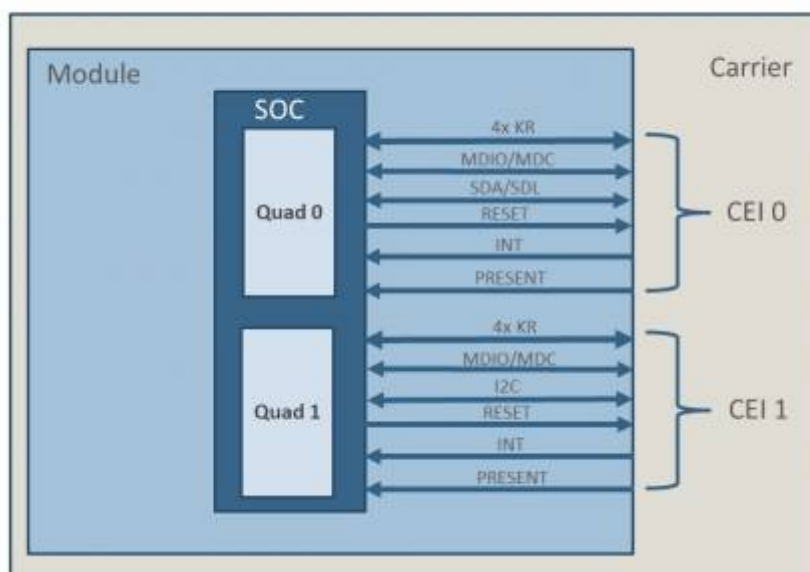 Module
Carrier
SOC
Quad 0
4x KR
MDIO/MDC
SDA/SDL
RESET
INT
PRESENT
CEI 0
Quad 1
4x KR
MDIO/MDC
I2C
RESET
INT
PRESENT
CEI 1